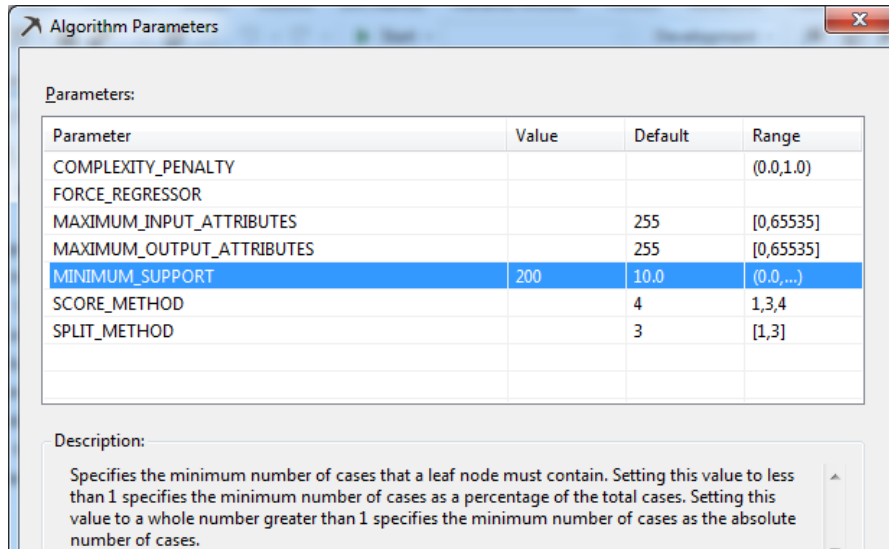 Algorithm Parameters
Start
Development
Parameters:
Parameter Value Default Range
COMPLEXITY_PENALTY (0.0,1.0)
FORCE_REGRESSOR
MAXIMUM_INPUT_ATTRIBUTES 255 [0,65535]
MAXIMUM_OUTPUT_ATTRIBUTES 255 [0,65535]
MINIMUM_SUPPORT 200 10.0 (0.0,...)
SCORE_METHOD 4 1,3,4
SPLIT_METHOD 3 [1,3]
Description:
Specifies the minimum number of cases that a leaf node must contain. Setting this value to less
than 1 specifies the minimum number of cases as a percentage of the total cases. Setting this
value to a whole number greater than 1 specifies the minimum number of cases as the absolute
number of cases.